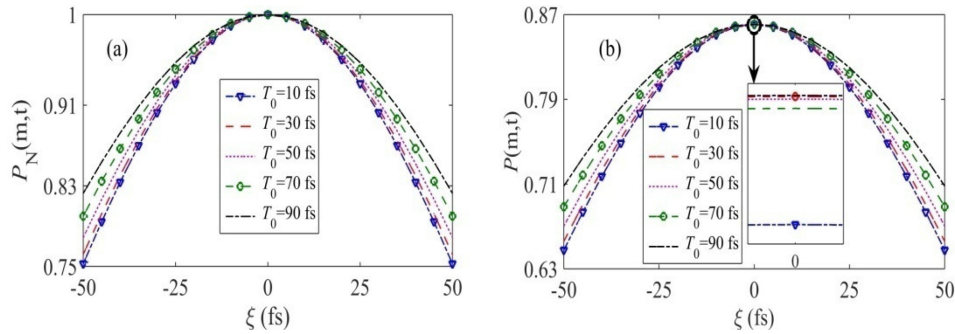 1
0.91
0.83
0.75
P_N(m,t)
(a)
T_0=10 fs
T_0=30 fs
T_0=50 fs
T_0=70 fs
T_0=90 fs
-50 -25 0 25 50
ξ (fs)
0.87
0.79
0.71
0.63
P(m,t)
(b)
T_0=10 fs
T_0=30 fs
T_0=50 fs
T_0=70 fs
T_0=90 fs
0
-50 -25 0 25 50
ξ (fs)